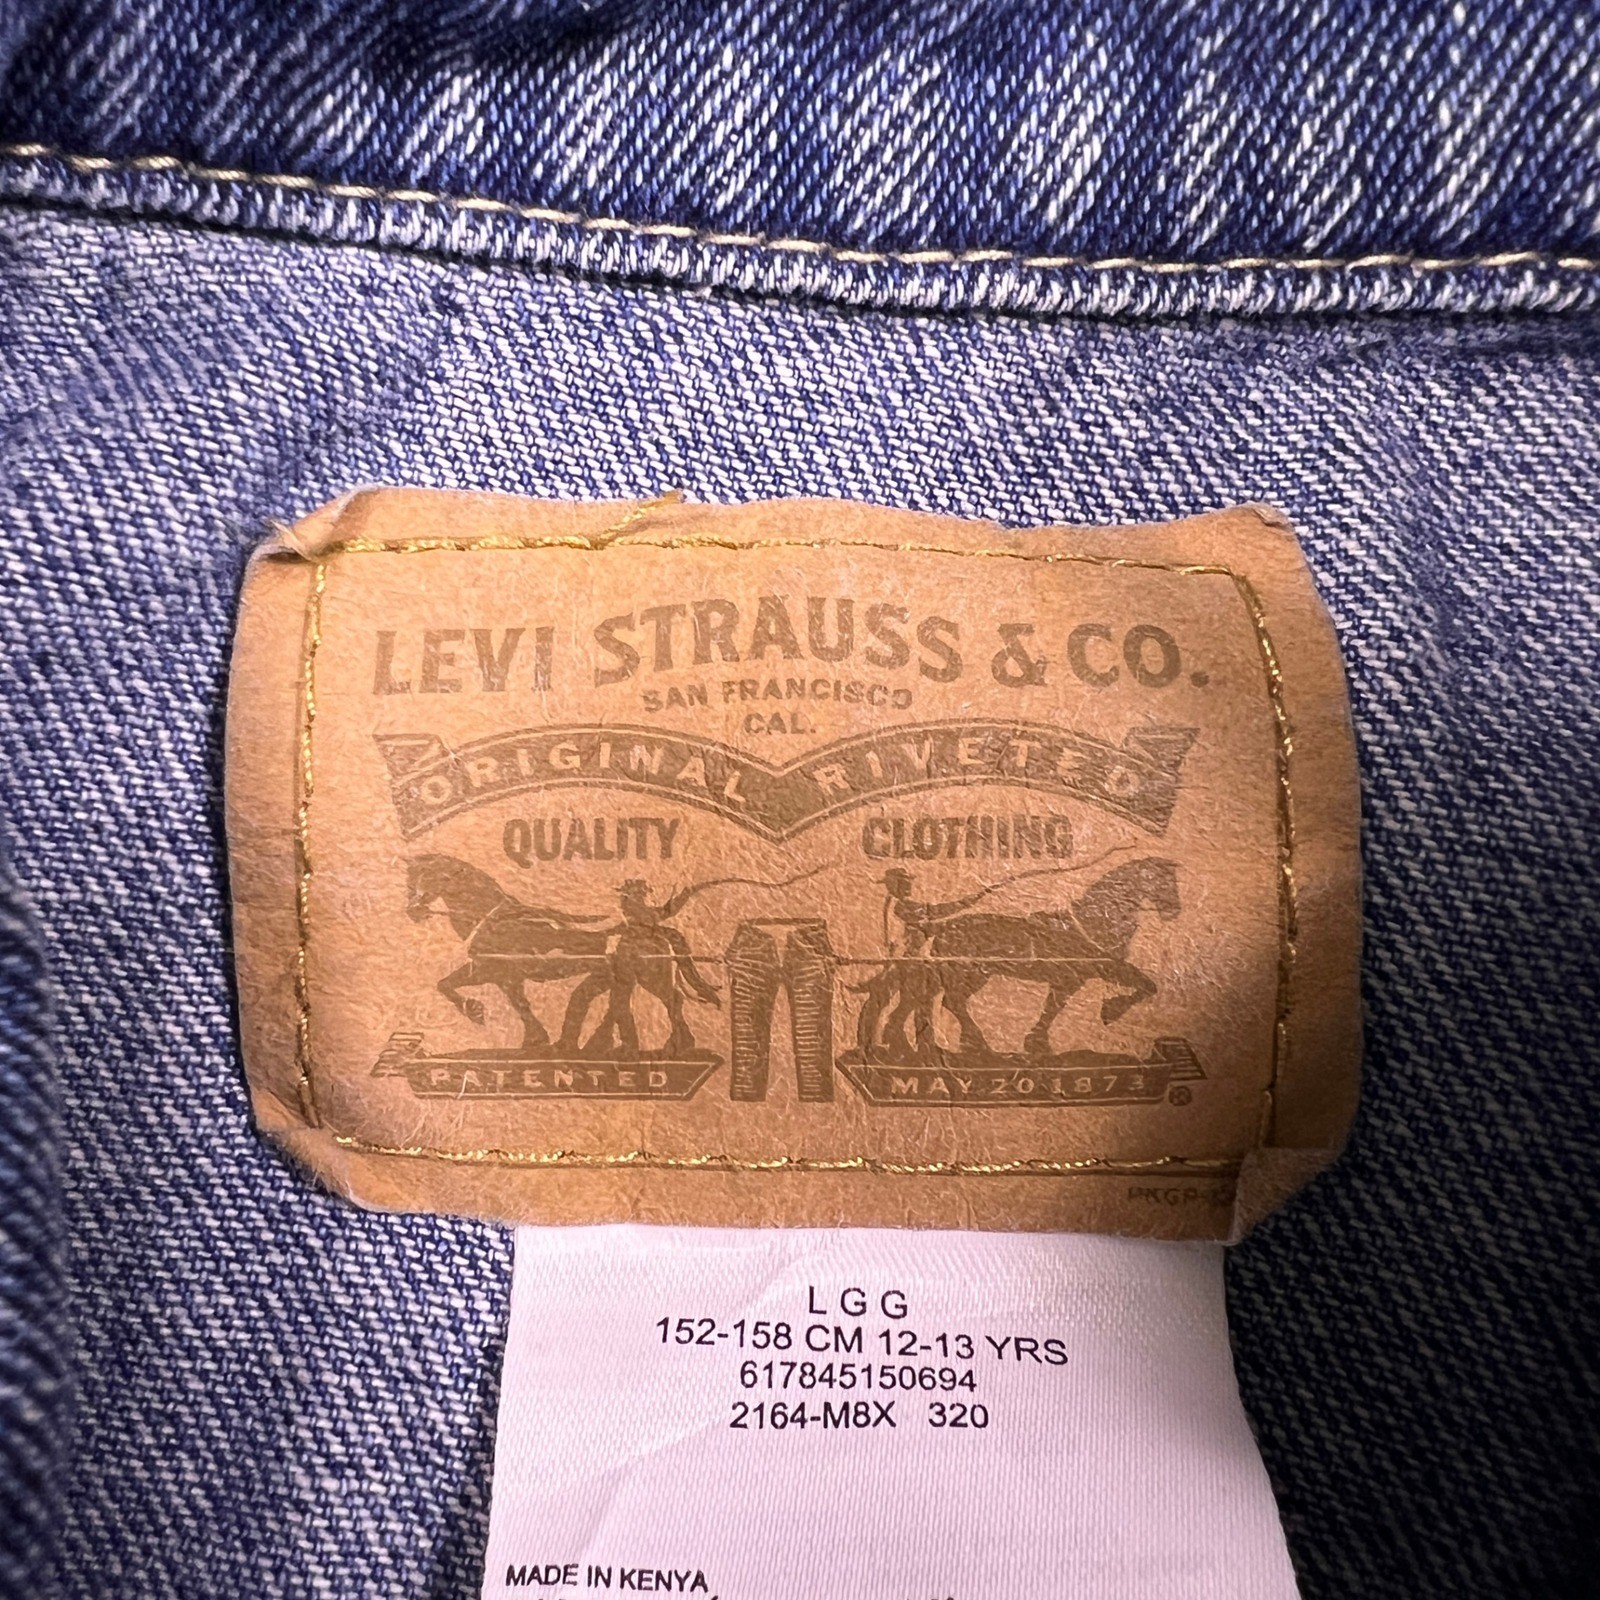 LEVI STRAUSS & CO.
SAN FRANCISCO
CAL.
ORIGINAL RIVETED
QUALITY CLOTHING
PATENTED MAY 20 1873 ®
L G G
152-158 CM 12-13 YRS
617845150694
2164-M8X 320
MADE IN KENYA